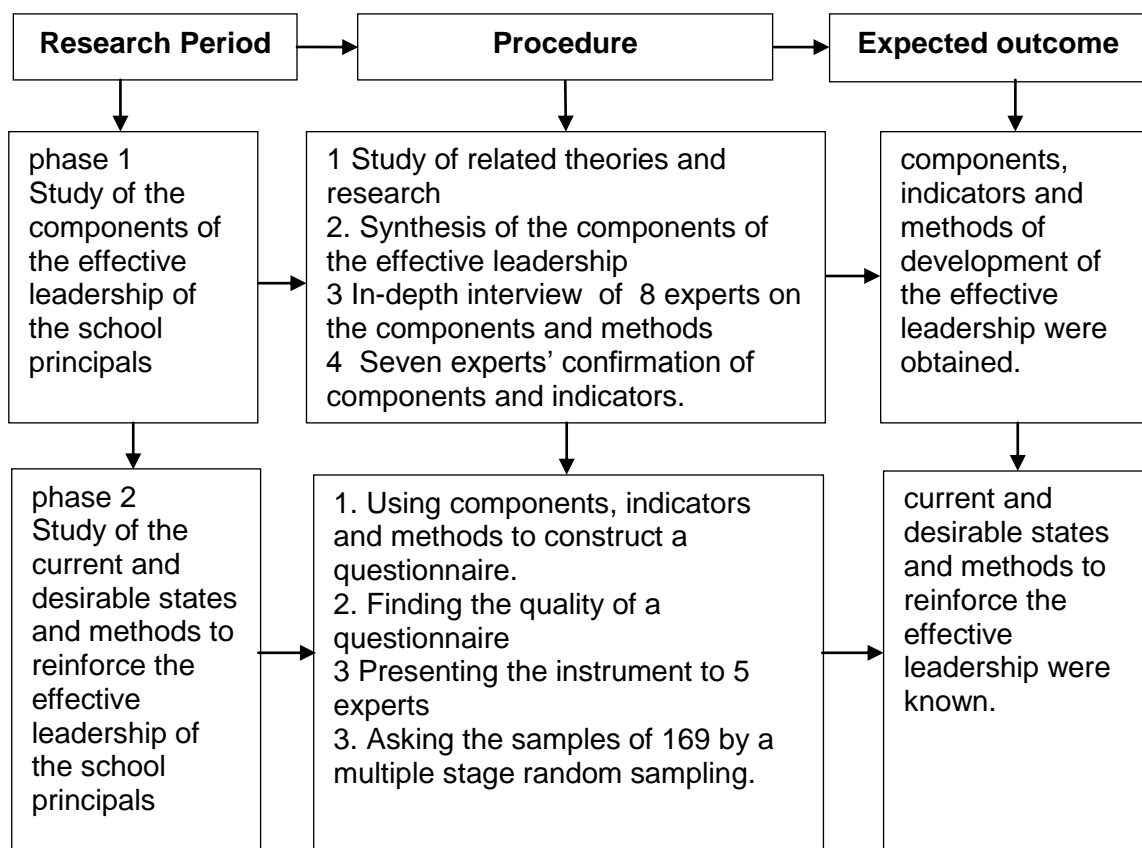 Research Period
Procedure
Expected outcome
phase 1
Study of the
components of
the effective
leadership of
the school
principals
1 Study of related theories and
research
2. Synthesis of the components of
the effective leadership
3 In-depth interview of 8 experts on
the components and methods
4 Seven experts’ confirmation of
components and indicators.
components,
indicators and
methods of
development of
the effective
leadership were
obtained.
phase 2
Study of the
current and
desirable states
and methods to
reinforce the
effective
leadership of
the school
principals
1. Using components, indicators
and methods to construct a
questionnaire.
2. Finding the quality of a
questionnaire
3 Presenting the instrument to 5
experts
3. Asking the samples of 169 by a
multiple stage random sampling.
current and
desirable states
and methods to
reinforce the
effective
leadership were
known.